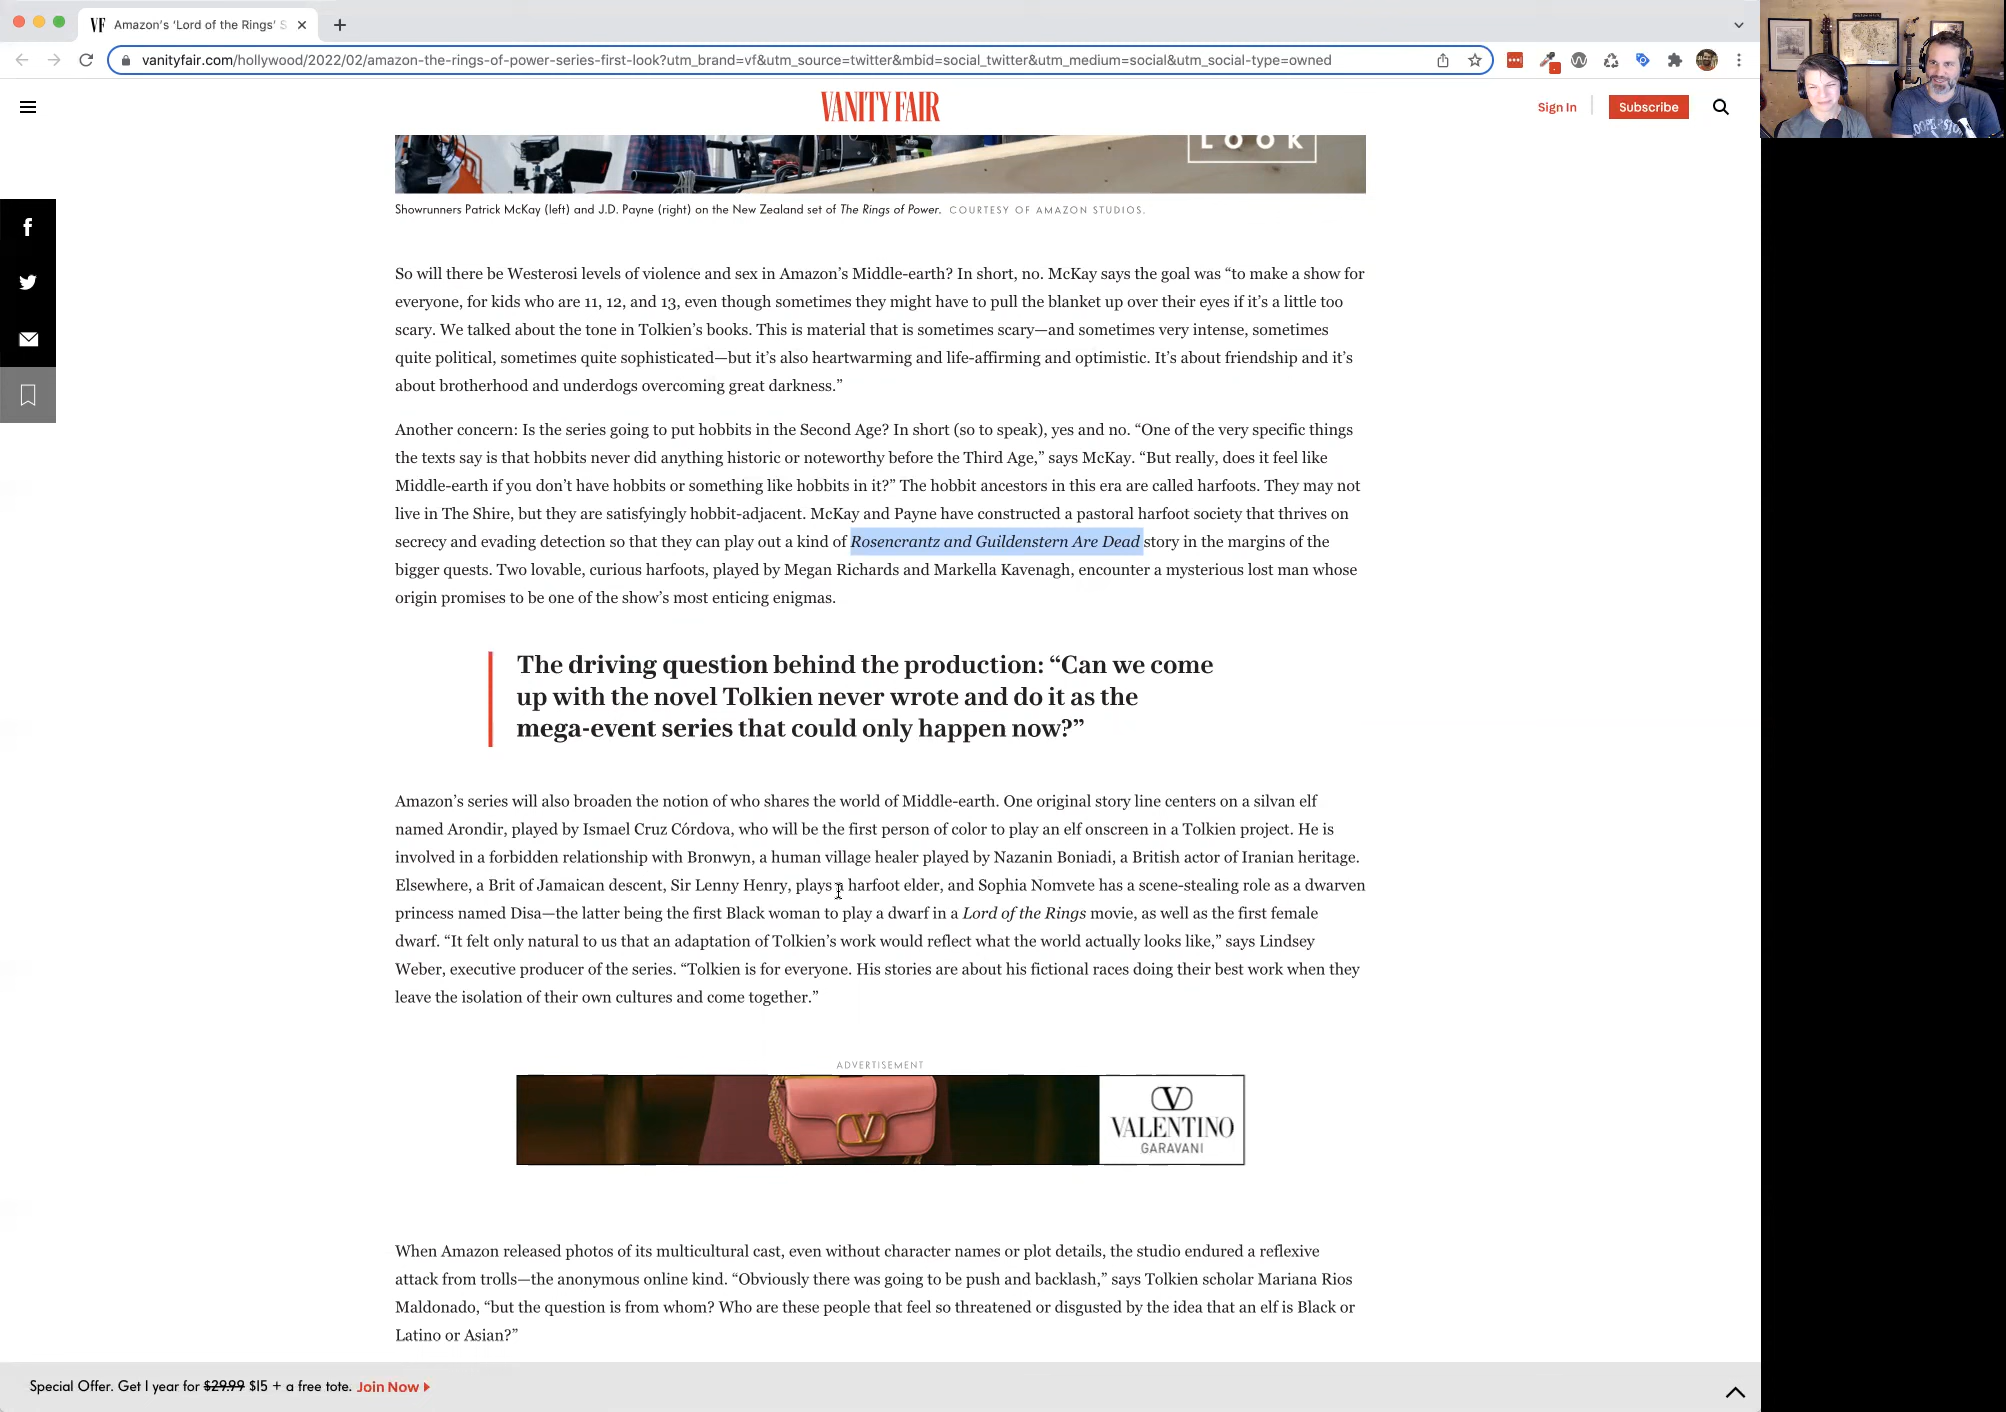 VF Amazon's 'Lord of the Rings' S
vanityfair.com/hollywood/2022/02/amazon-the-rings-of-power-series-first-look?utm_brand=vf&utm_source=twitter&mbid=social_twitter&utm_medium=social&utm_social-type=owned
VANITY FAIR
Sign In
Subscribe
LOOK
Showrunners Patrick McKay (left) and J.D. Payne (right) on the New Zealand set of The Rings of Power. COURTESY OF AMAZON STUDIOS.
So will there be Westerosi levels of violence and sex in Amazon’s Middle-earth? In short, no. McKay says the goal was “to make a show for
everyone, for kids who are 11, 12, and 13, even though sometimes they might have to pull the blanket up over their eyes if it’s a little too
scary. We talked about the tone in Tolkien’s books. This is material that is sometimes scary—and sometimes very intense, sometimes
quite political, sometimes quite sophisticated—but it’s also heartwarming and life-affirming and optimistic. It’s about friendship and it’s
about brotherhood and underdogs overcoming great darkness.”
Another concern: Is the series going to put hobbits in the Second Age? In short (so to speak), yes and no. “One of the very specific things
the texts say is that hobbits never did anything historic or noteworthy before the Third Age,” says McKay. “But really, does it feel like
Middle-earth if you don’t have hobbits or something like hobbits in it?” The hobbit ancestors in this era are called harfoots. They may not
live in The Shire, but they are satisfyingly hobbit-adjacent. McKay and Payne have constructed a pastoral harfoot society that thrives on
secrecy and evading detection so that they can play out a kind of Rosencrantz and Guildenstern Are Dead story in the margins of the
bigger quests. Two lovable, curious harfoots, played by Megan Richards and Markella Kavenagh, encounter a mysterious lost man whose
origin promises to be one of the show’s most enticing enigmas.
The driving question behind the production: “Can we come
up with the novel Tolkien never wrote and do it as the
mega-event series that could only happen now?”
Amazon’s series will also broaden the notion of who shares the world of Middle-earth. One original story line centers on a silvan elf
named Arondir, played by Ismael Cruz Córdova, who will be the first person of color to play an elf onscreen in a Tolkien project. He is
involved in a forbidden relationship with Bronwyn, a human village healer played by Nazanin Boniadi, a British actor of Iranian heritage.
Elsewhere, a Brit of Jamaican descent, Sir Lenny Henry, plays a harfoot elder, and Sophia Nomvete has a scene-stealing role as a dwarven
princess named Disa—the latter being the first Black woman to play a dwarf in a Lord of the Rings movie, as well as the first female
dwarf. “It felt only natural to us that an adaptation of Tolkien’s work would reflect what the world actually looks like,” says Lindsey
Weber, executive producer of the series. “Tolkien is for everyone. His stories are about his fictional races doing their best work when they
leave the isolation of their own cultures and come together.”
ADVERTISEMENT
V
VALENTINO
GARAVANI
When Amazon released photos of its multicultural cast, even without character names or plot details, the studio endured a reflexive
attack from trolls—the anonymous online kind. “Obviously there was going to be push and backlash,” says Tolkien scholar Mariana Rios
Maldonado, “but the question is from whom? Who are these people that feel so threatened or disgusted by the idea that an elf is Black or
Latino or Asian?”
Special Offer. Get 1 year for $29.99 $15 + a free tote. Join Now